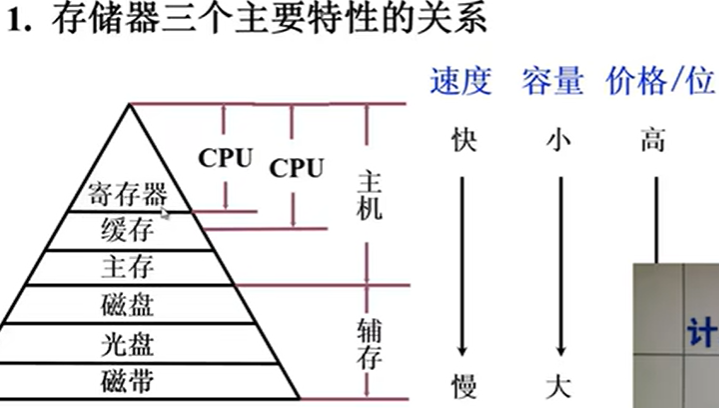 1. 存储器三个主要特性的关系
速度 容量 价格/位
快 小 高
CPU CPU
主机
寄存器
缓存
主存
磁盘
辅存
光盘
计
磁带
慢 大